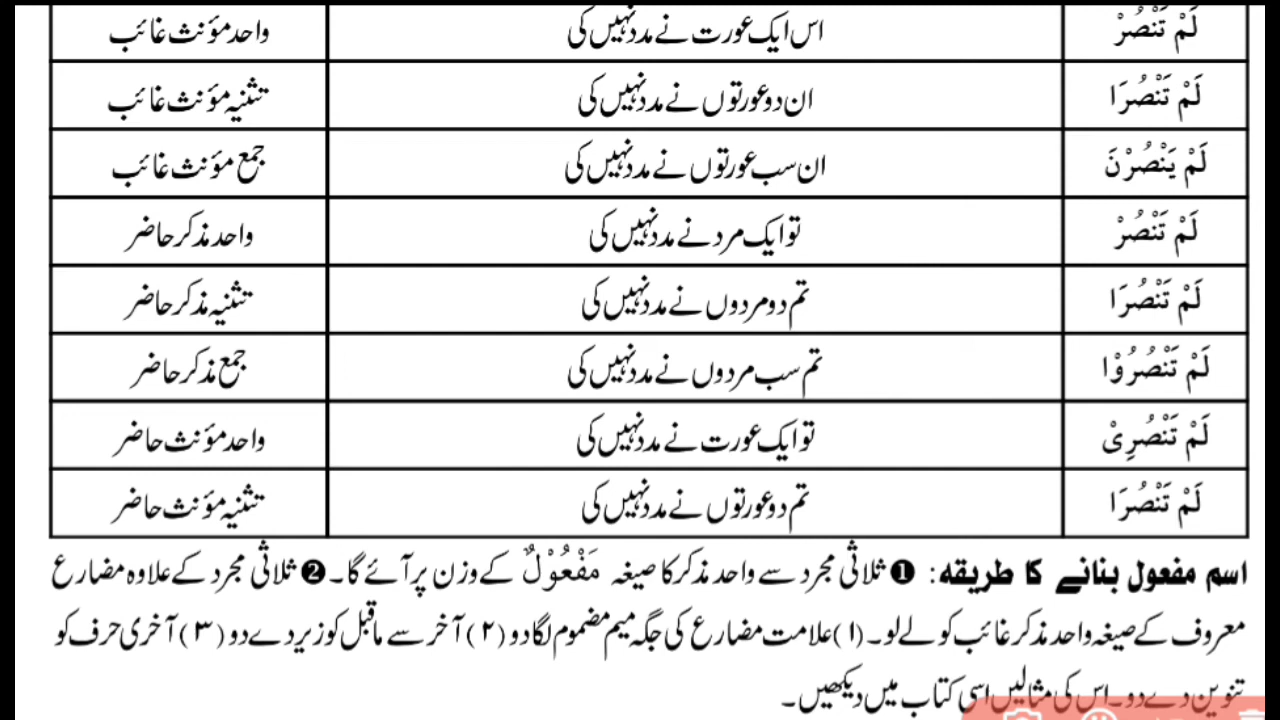 لَمْ تَنْصُرْ اس ایک عورت نے مدد نہیں کی واحد مؤنث غائب
لَمْ تَنْصُرَا ان دو عورتوں نے مدد نہیں کی تثنیہ مؤنث غائب
لَمْ يَنْصُرْنَ ان سب عورتوں نے مدد نہیں کی جمع مؤنث غائب
لَمْ تَنْصُرْ تو ایک مرد نے مدد نہیں کی واحد مذکر حاضر
لَمْ تَنْصُرَا تم دو مردوں نے مدد نہیں کی تثنیہ مذکر حاضر
لَمْ تَنْصُرُوْا تم سب مردوں نے مدد نہیں کی جمع مذکر حاضر
لَمْ تَنْصُرِىْ تو ایک عورت نے مدد نہیں کی واحد مؤنث حاضر
لَمْ تَنْصُرَا تم دو عورتوں نے مدد نہیں کی تثنیہ مؤنث حاضر
اسم مفعول بنانے کا طریقہ: ❶ ثلاثی مجرد سے واحد مذکر کا صیغہ مَفْعُوْلٌ کے وزن پر آئے گا۔ ❷ ثلاثی مجرد کے علاوہ مضارع
معروف کے صیغہ واحد مذکر غائب کو لے لو۔ (۱) علامت مضارع کی جگہ میم مضموم لگا دو (۲) آخر سے ماقبل کو زیر دے دو (۳) آخری حرف کو
تنوین دے دو۔ اس کی مثالیں اسی کتاب میں دیکھیں۔